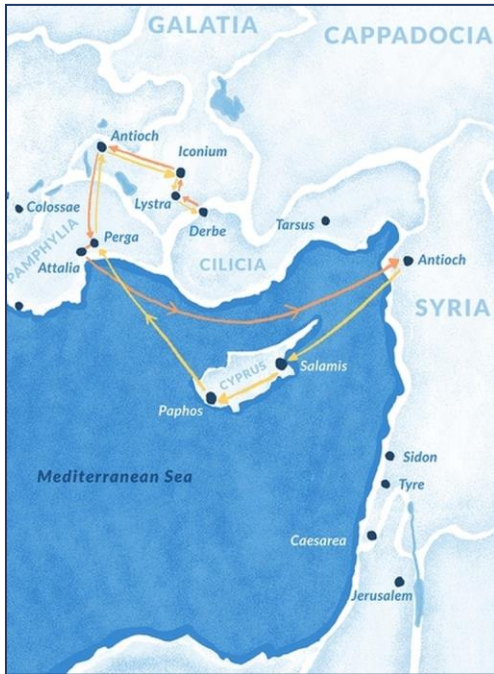 GALATIA
CAPPADOCIA
Antioch
Iconium
Lystra
Derbe
Colossae
PAMPHYLIA
Perga
Attalia
Tarsus
CILICIA
Antioch
SYRIA
CYPRUS
Salamis
Paphos
Mediterranean Sea
Sidon
Tyre
Caesarea
Jerusalem